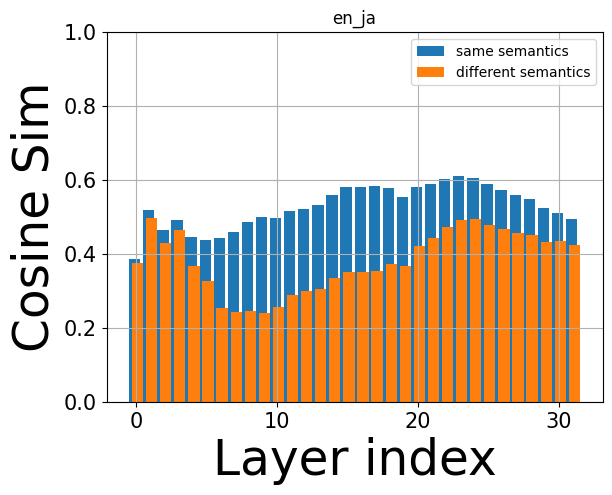 en_ja
same semantics
different semantics
Cosine Sim
1.0
0.8
0.6
0.4
0.2
0.0
0 10 20 30
Layer index